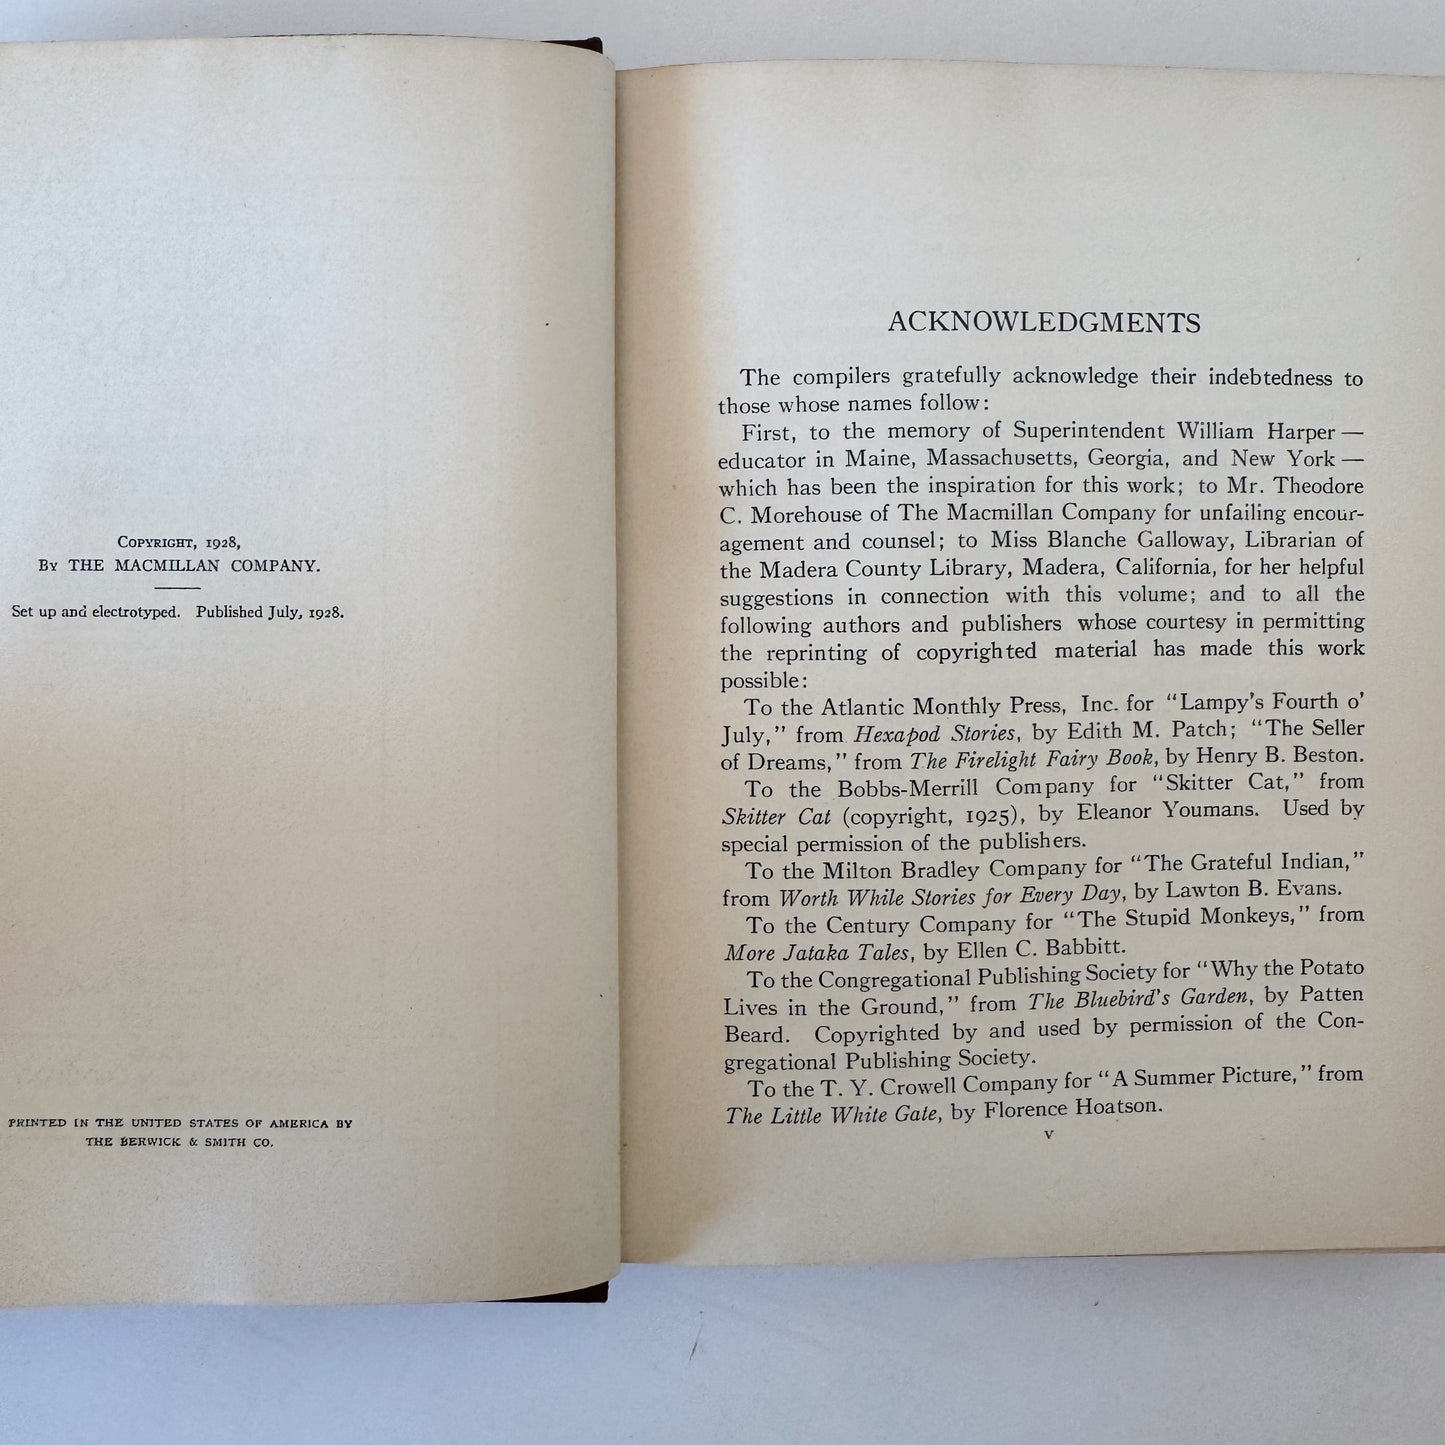 COPYRIGHT, 1928,
BY THE MACMILLAN COMPANY.
Set up and electrotyped. Published July, 1928.
PRINTED IN THE UNITED STATES OF AMERICA BY
THE BERWICK & SMITH CO.
ACKNOWLEDGMENTS
The compilers gratefully acknowledge their indebtedness to
those whose names follow:
First, to the memory of Superintendent William Harper —
educator in Maine, Massachusetts, Georgia, and New York —
which has been the inspiration for this work; to Mr. Theodore
C. Morehouse of The Macmillan Company for unfailing encour-
agement and counsel; to Miss Blanche Galloway, Librarian of
the Madera County Library, Madera, California, for her helpful
suggestions in connection with this volume; and to all the
following authors and publishers whose courtesy in permitting
the reprinting of copyrighted material has made this work
possible:
To the Atlantic Monthly Press, Inc. for “Lampy’s Fourth o’
July,” from Hexapod Stories, by Edith M. Patch; “The Seller
of Dreams,” from The Firelight Fairy Book, by Henry B. Beston.
To the Bobbs-Merrill Company for “Skitter Cat,” from
Skitter Cat (copyright, 1925), by Eleanor Youmans. Used by
special permission of the publishers.
To the Milton Bradley Company for “The Grateful Indian,”
from Worth While Stories for Every Day, by Lawton B. Evans.
To the Century Company for “The Stupid Monkeys,” from
More Jataka Tales, by Ellen C. Babbitt.
To the Congregational Publishing Society for “Why the Potato
Lives in the Ground,” from The Bluebird’s Garden, by Patten
Beard. Copyrighted by and used by permission of the Con-
gregational Publishing Society.
To the T. Y. Crowell Company for “A Summer Picture,” from
The Little White Gate, by Florence Hoatson.
v